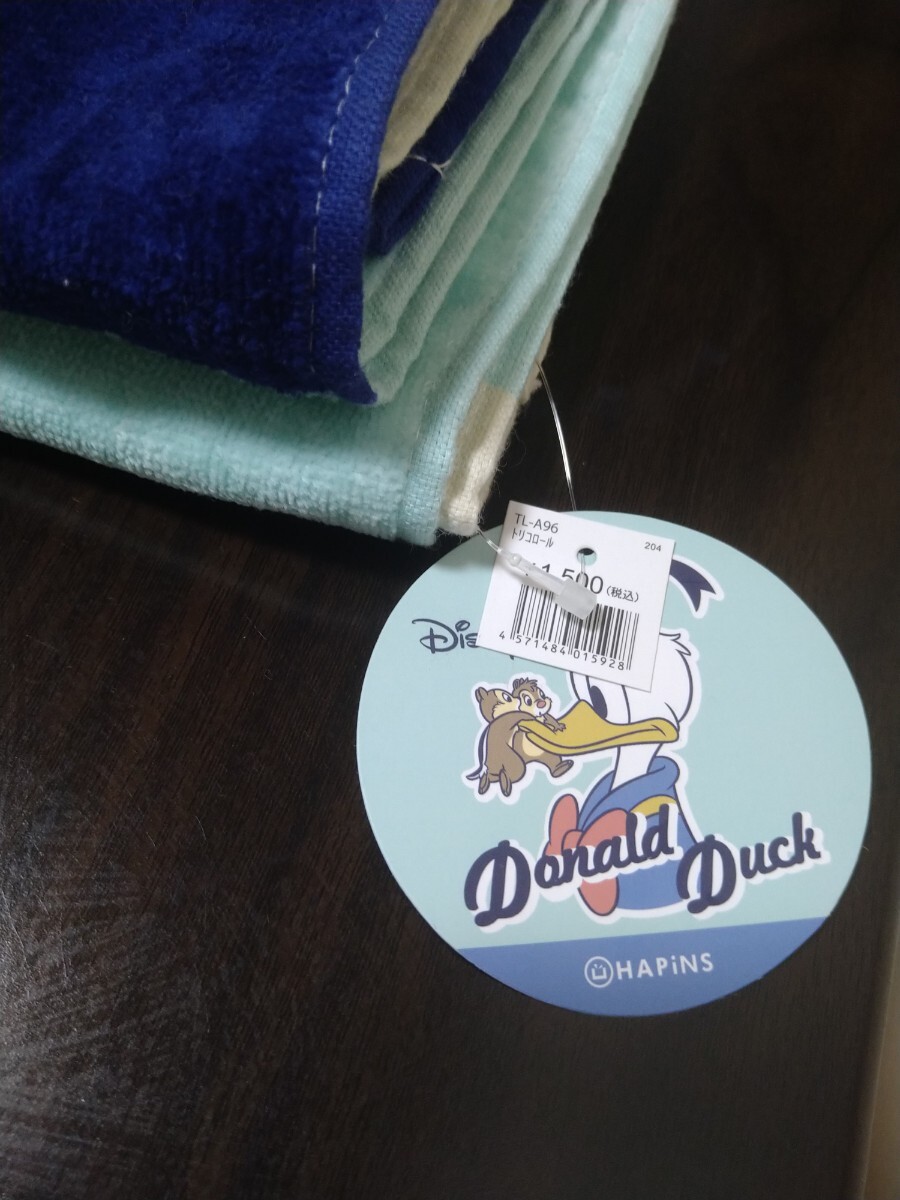 TL-A96
204
トリコロール
1,500(税込)
4 571484 015928
Dis
Donald Duck
HAPiNS